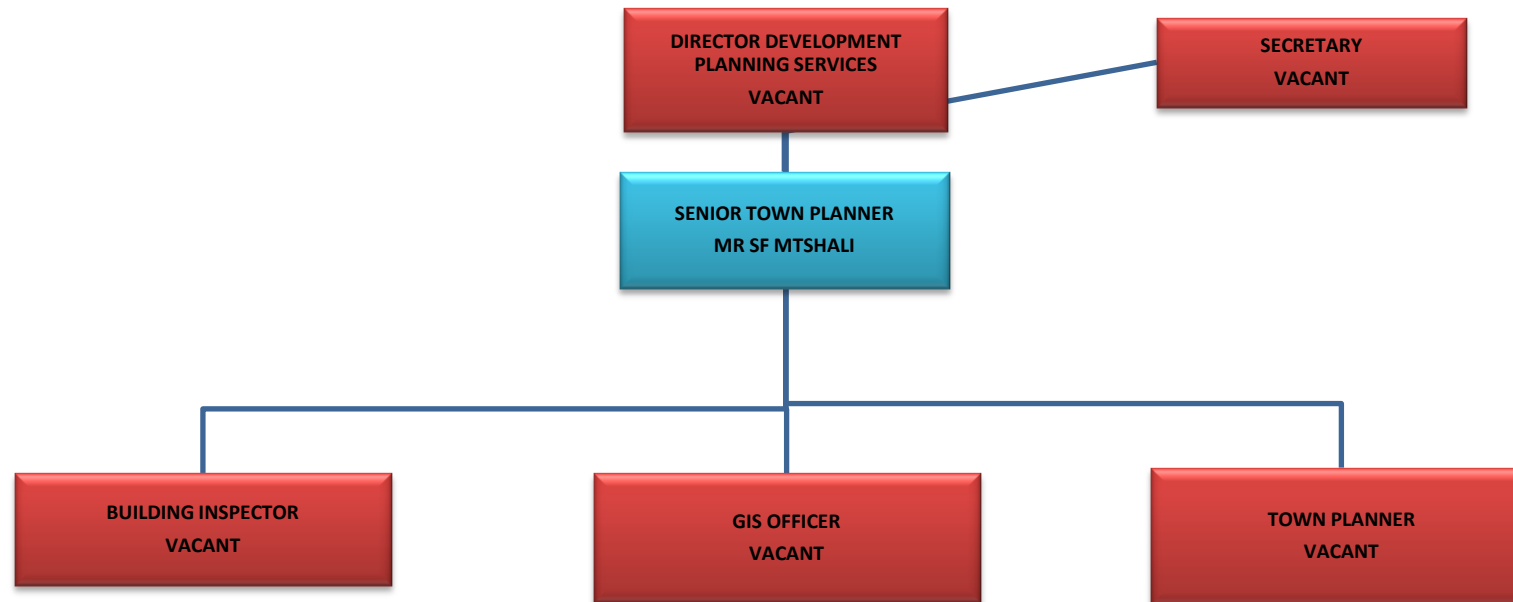 DIRECTOR DEVELOPMENT
PLANNING SERVICES
VACANT
SECRETARY
VACANT
SENIOR TOWN PLANNER
MR SF MTSHALI
BUILDING INSPECTOR
VACANT
GIS OFFICER
VACANT
TOWN PLANNER
VACANT